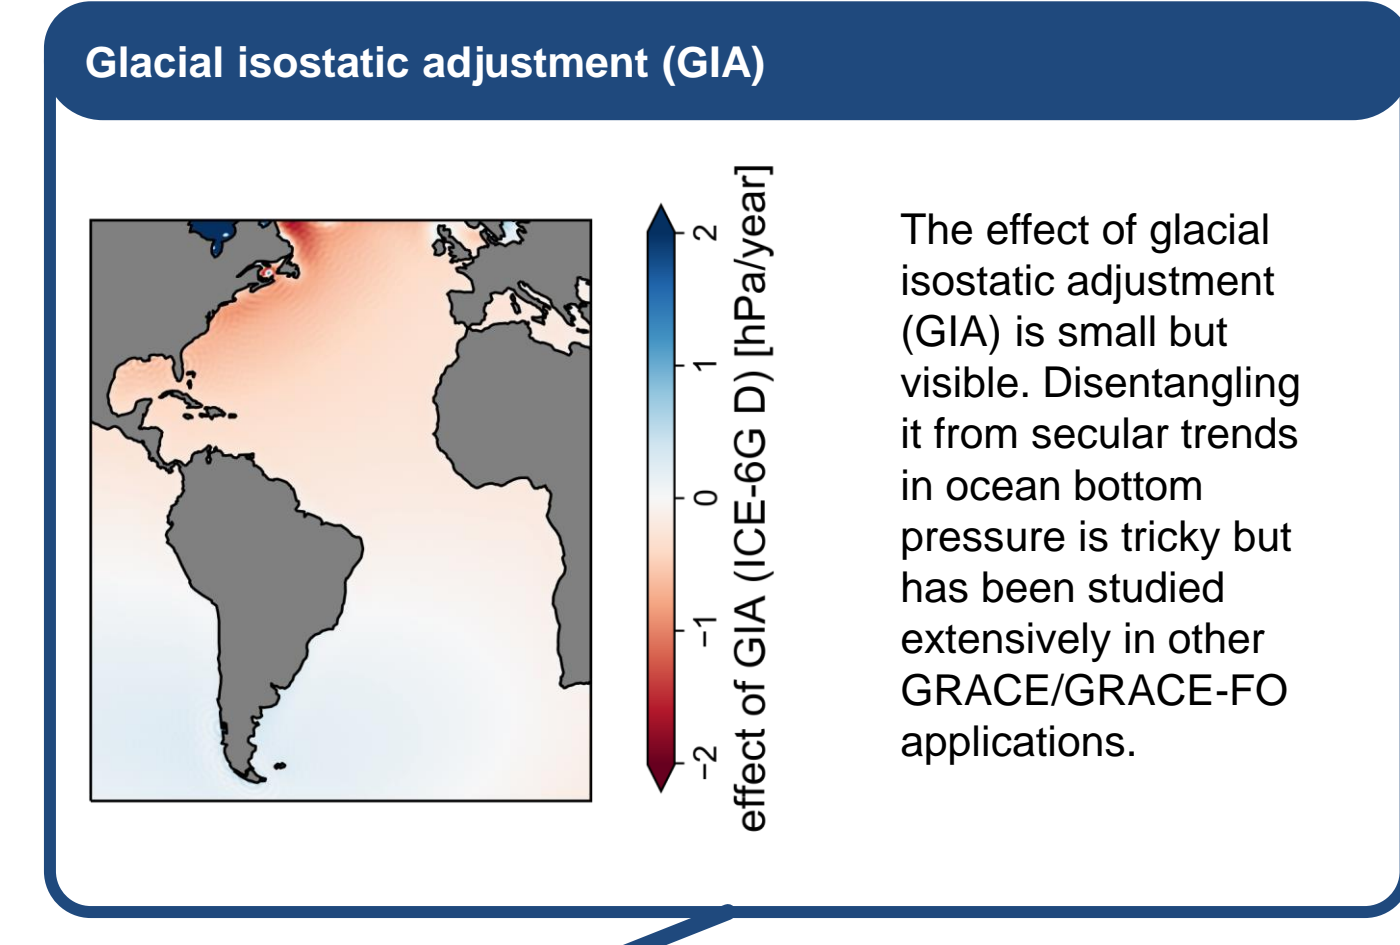 Glacial isostatic adjustment (GIA)
2
1
0
−1
−2
effect of GIA (ICE-6G D) [hPa/year]
The effect of glacial
isostatic adjustment
(GIA) is small but
visible. Disentangling
it from secular trends
in ocean bottom
pressure is tricky but
has been studied
extensively in other
GRACE/GRACE-FO
applications.